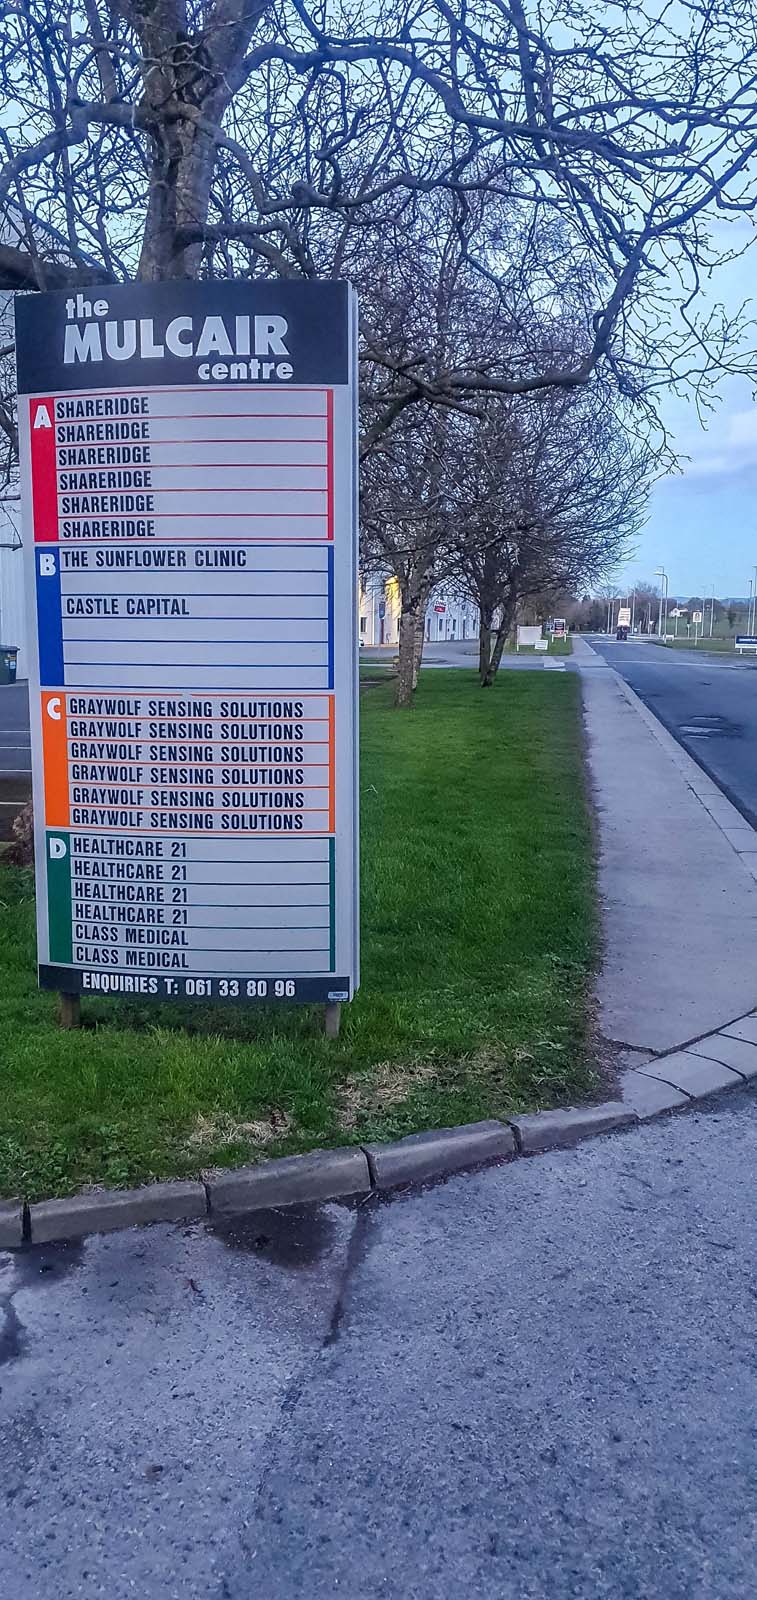 the
MULCAIR
centre
A
SHARERIDGE
SHARERIDGE
SHARERIDGE
SHARERIDGE
SHARERIDGE
SHARERIDGE
B
THE SUNFLOWER CLINIC
CASTLE CAPITAL
C
GRAYWOLF SENSING SOLUTIONS
GRAYWOLF SENSING SOLUTIONS
GRAYWOLF SENSING SOLUTIONS
GRAYWOLF SENSING SOLUTIONS
GRAYWOLF SENSING SOLUTIONS
GRAYWOLF SENSING SOLUTIONS
D
HEALTHCARE 21
HEALTHCARE 21
HEALTHCARE 21
HEALTHCARE 21
CLASS MEDICAL
CLASS MEDICAL
ENQUIRIES T: 061 33 80 96